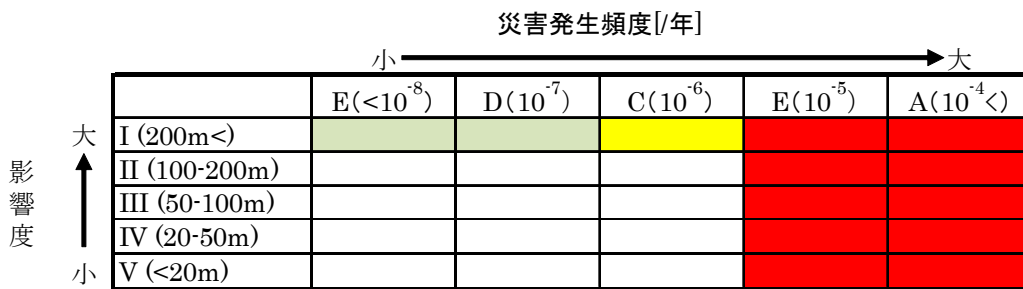 災害発生頻度[/年]
小 大
E(<10^-8) D(10^-7) C(10^-6) E(10^-5) A(10^-4<)
大 I (200m<)
II (100-200m)
III (50-100m)
IV (20-50m)
小 V (<20m)
影響度